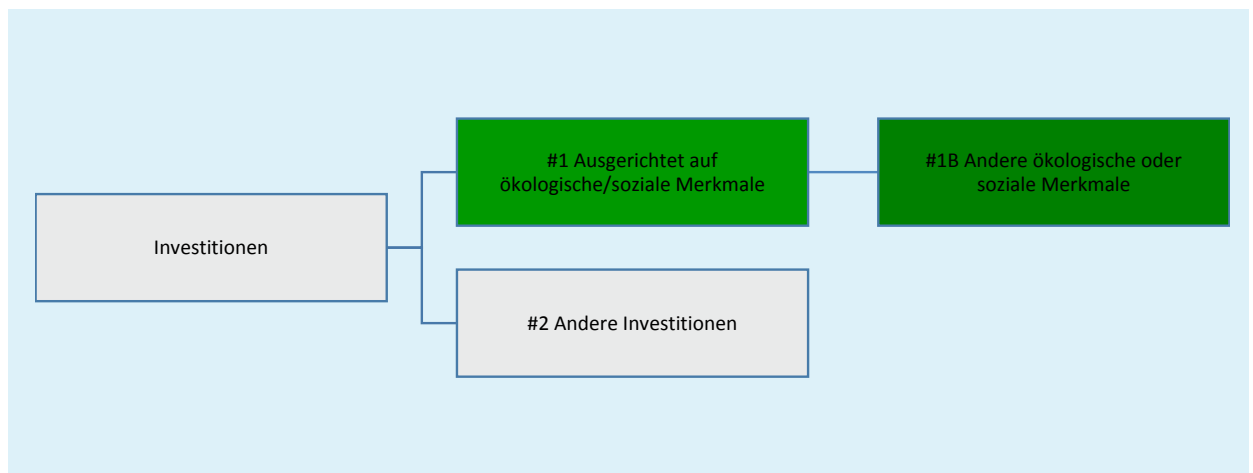 Investitionen
#1 Ausgerichtet auf
ökologische/soziale Merkmale
#1B Andere ökologische oder
soziale Merkmale
#2 Andere Investitionen